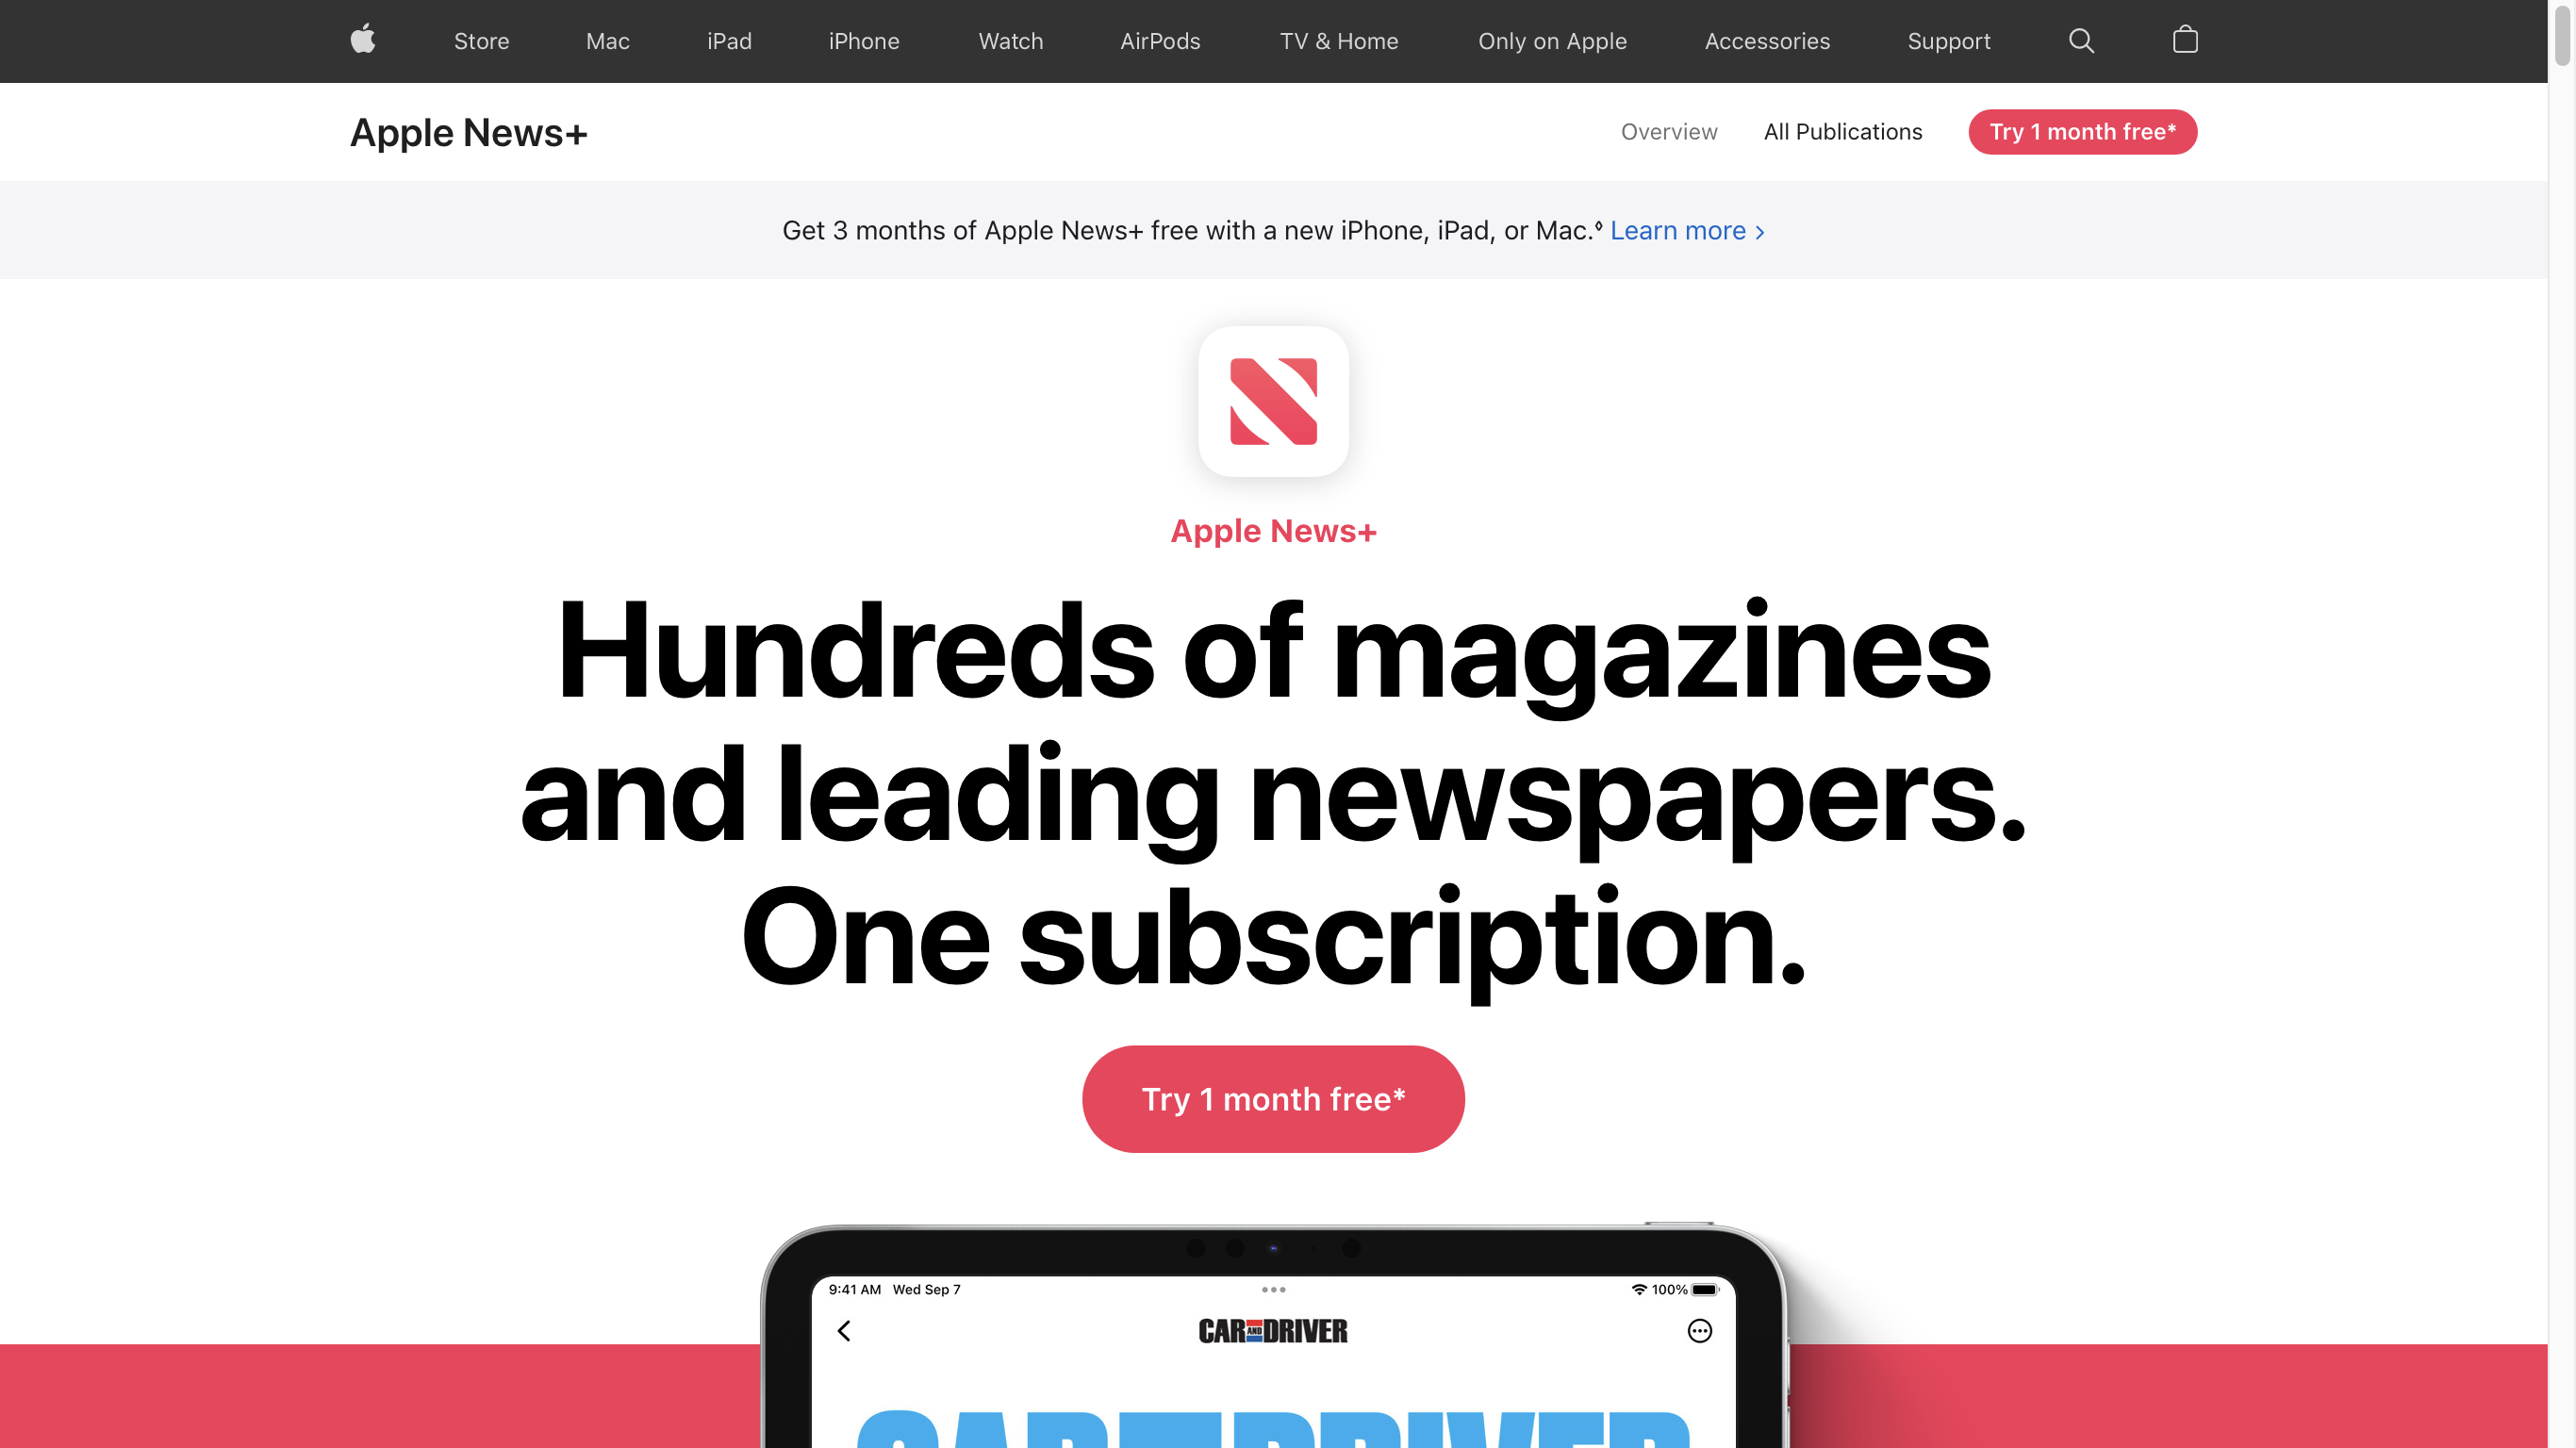 Store Mac iPad iPhone Watch AirPods TV & Home Only on Apple Accessories Support
Apple News+
Overview All Publications Try 1 month free*
Get 3 months of Apple News+ free with a new iPhone, iPad, or Mac.◊ Learn more >
Apple News+
Hundreds of magazines
and leading newspapers.
One subscription.
Try 1 month free*
9:41 AM Wed Sep 7 100%
CAR AND DRIVER
CAR AND DRIVER